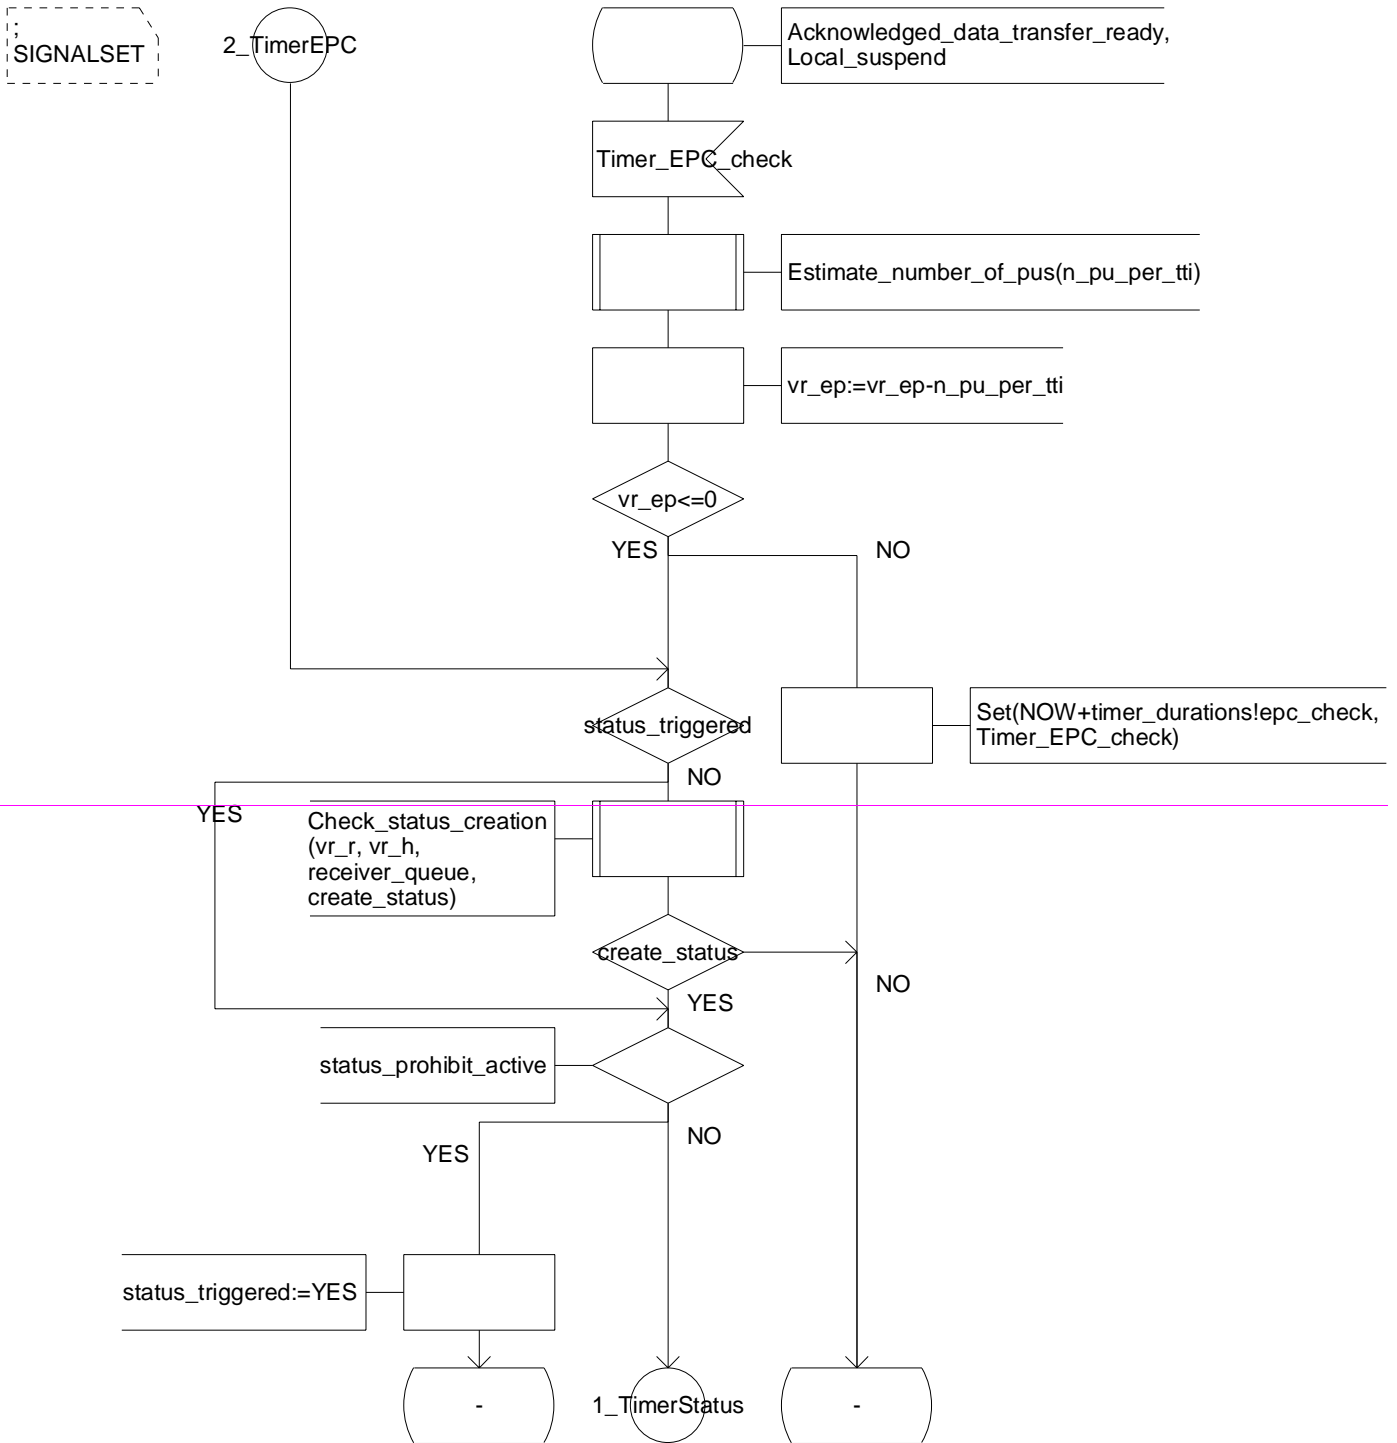 ;
SIGNALSET
2_TimerEPC
Acknowledged_data_transfer_ready,
Local_suspend
Timer_EPC_check
Estimate_number_of_pus(n_pu_per_tti)
vr_ep:=vr_ep-n_pu_per_tti
vr_ep<=0
YES
NO
status_triggered
Set(NOW+timer_durations!epc_check,
Timer_EPC_check)
NO
YES
Check_status_creation
(vr_r, vr_h,
receiver_queue,
create_status)
create_status
NO
YES
status_prohibit_active
NO
YES
status_triggered:=YES
-
1_TimerStatus
-